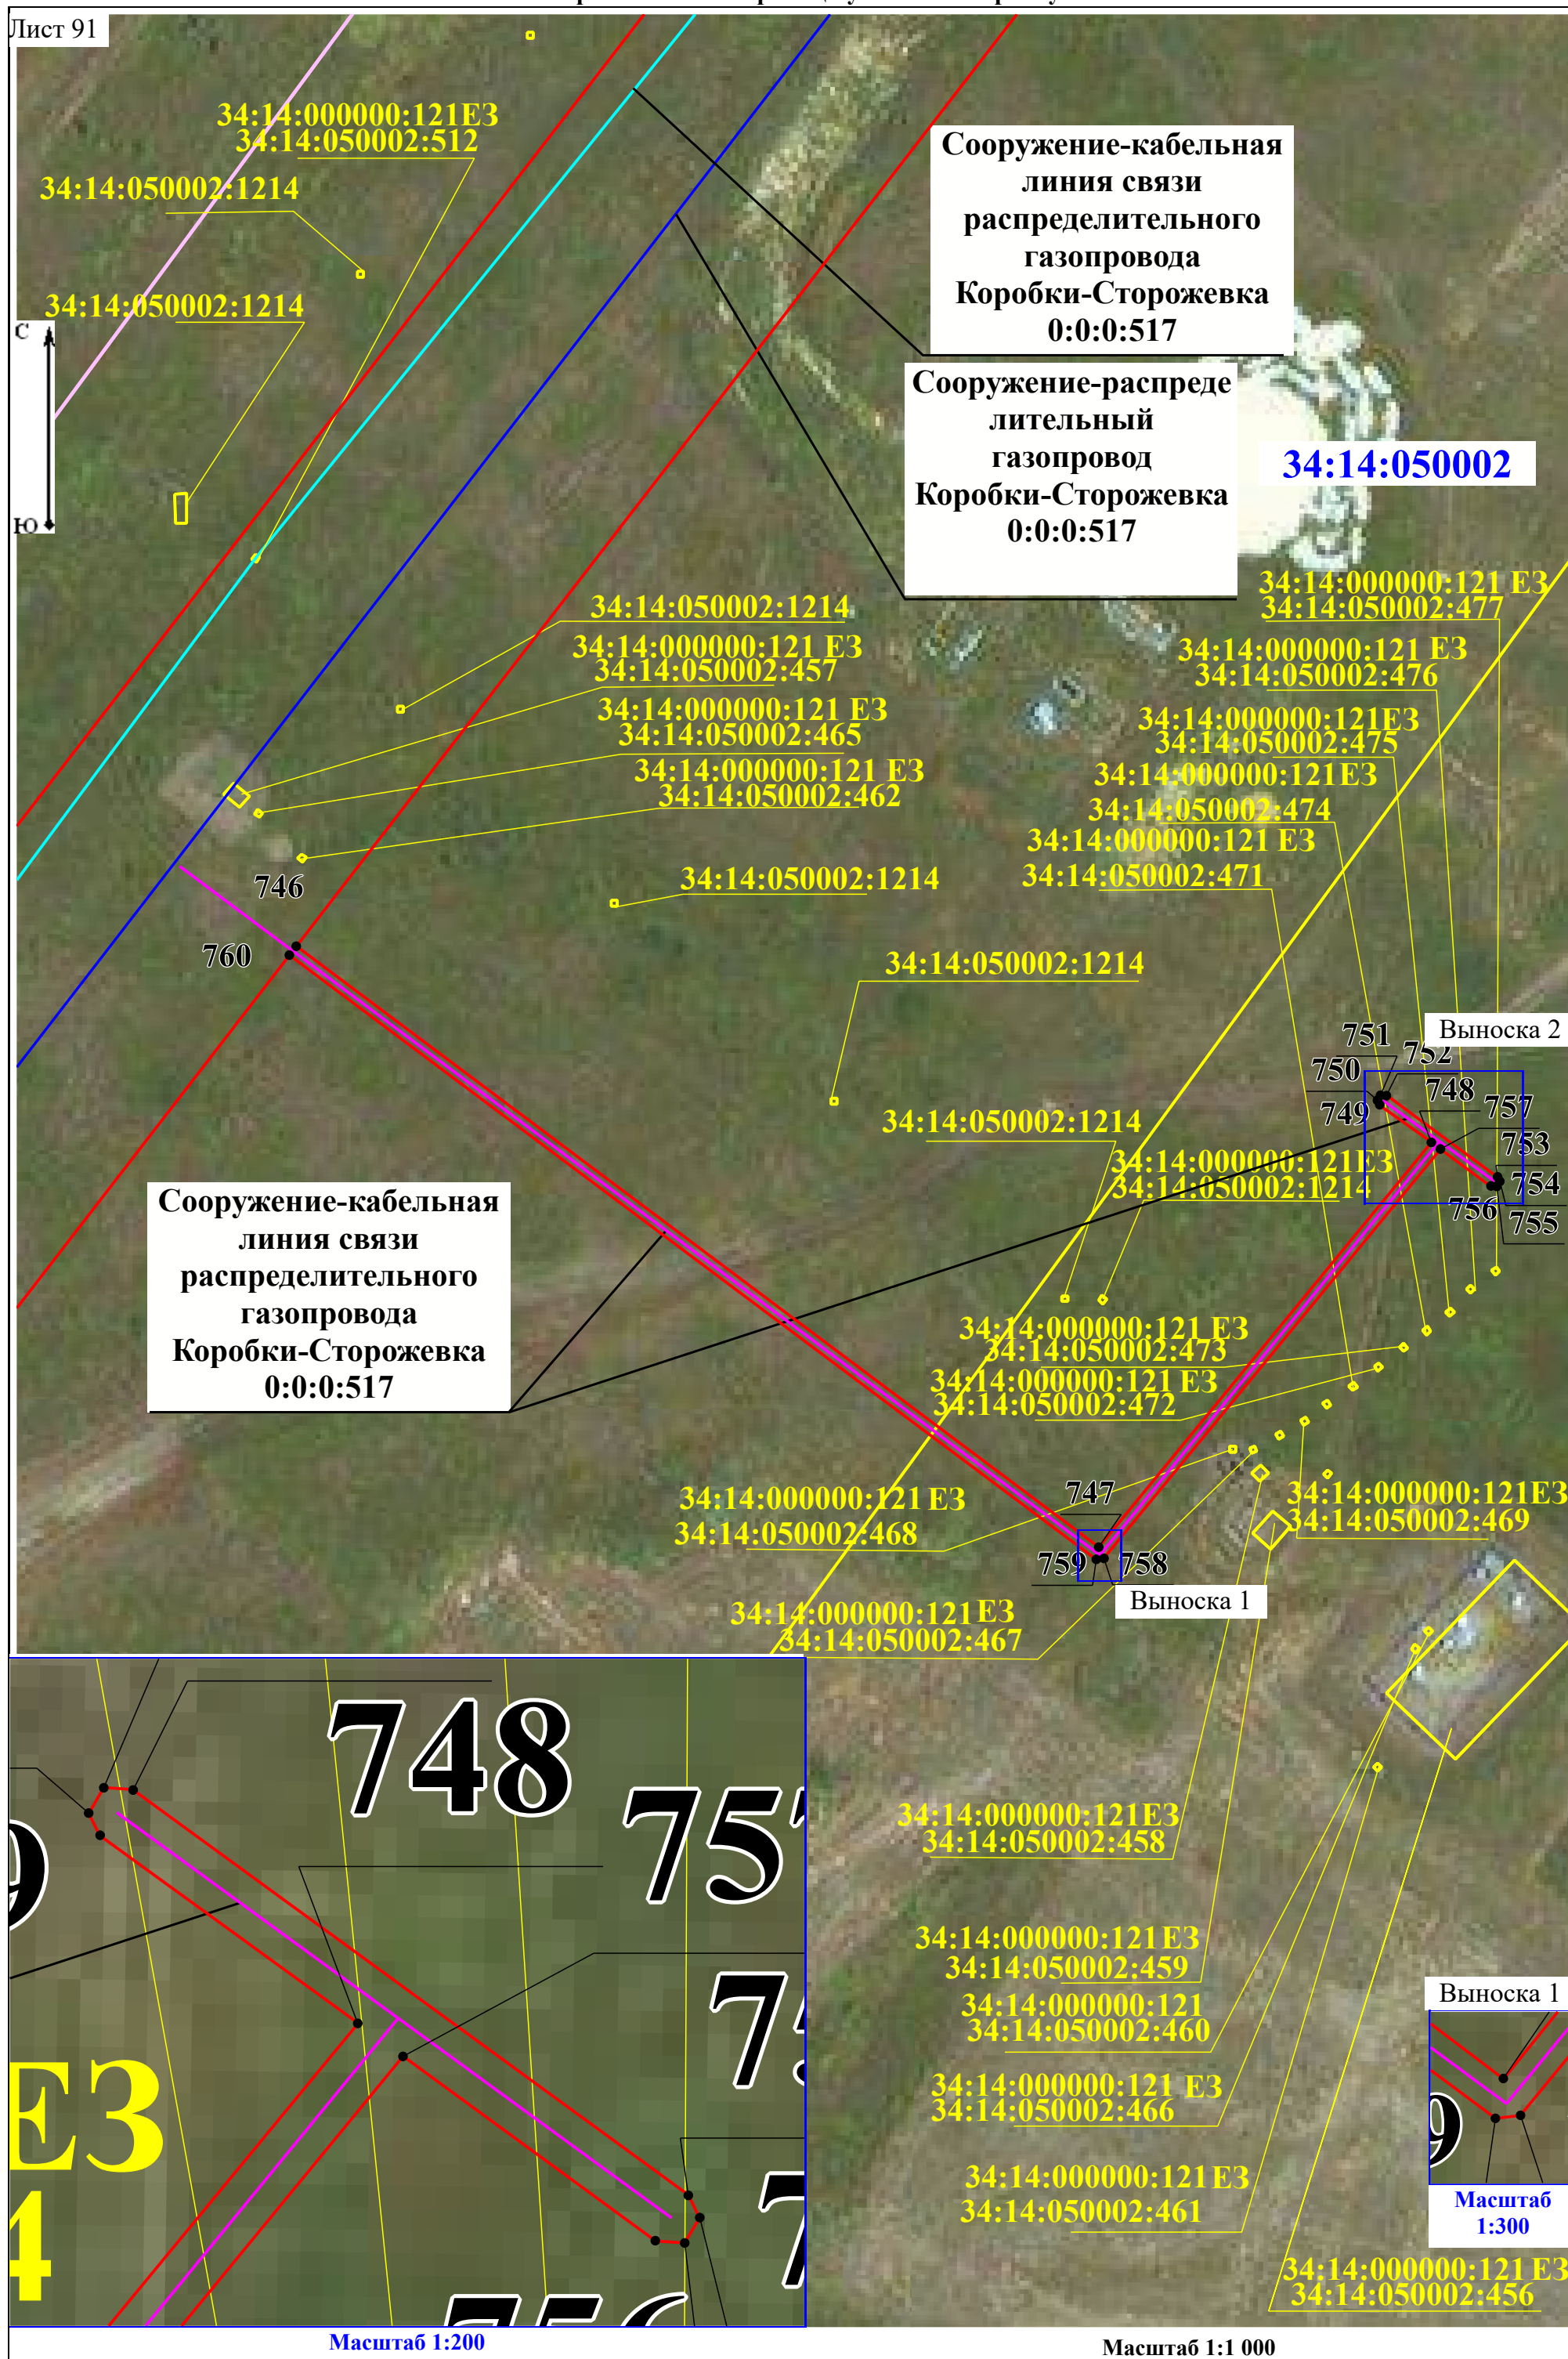 Лист 91
34:14:000000:121ЕЗ
34:14:050002:512
34:14:050002:1214
34:14:050002:1214
С
Ю
Сооружение-кабельная
линия связи
распределительного
газопровода
Коробки-Сторожевка
0:0:0:517
Сооружение-распреде
лительный
газопровод
Коробки-Сторожевка
0:0:0:517
34:14:050002
34:14:050002:1214
34:14:000000:121 ЕЗ
34:14:050002:457
34:14:000000:121 ЕЗ
34:14:050002:465
34:14:000000:121 ЕЗ
34:14:050002:462
34:14:050002:1214
34:14:000000:121 ЕЗ
34:14:050002:477
34:14:000000:121 ЕЗ
34:14:050002:476
34:14:000000:121ЕЗ
34:14:050002:475
34:14:000000:121ЕЗ
34:14:050002:474
34:14:000000:121 ЕЗ
34:14:050002:471
746
760
34:14:050002:1214
Выноска 2
751
752
750
748
749
757
753
754
756
755
34:14:050002:1214
34:14:000000:121ЕЗ
34:14:050002:1214
Сооружение-кабельная
линия связи
распределительного
газопровода
Коробки-Сторожевка
0:0:0:517
34:14:000000:121 ЕЗ
34:14:050002:473
34:14:000000:121 ЕЗ
34:14:050002:472
34:14:000000:121 ЕЗ
34:14:050002:468
747
759
758
Выноска 1
34:14:000000:121ЕЗ
34:14:050002:469
34:14:000000:121ЕЗ
34:14:050002:467
748
34:14:000000:121ЕЗ
34:14:050002:458
34:14:000000:121ЕЗ
34:14:050002:459
34:14:000000:121
34:14:050002:460
34:14:000000:121 ЕЗ
34:14:050002:466
34:14:000000:121ЕЗ
34:14:050002:461
34:14:000000:121 ЕЗ
34:14:050002:456
ЕЗ
4
Выноска 1
9
Масштаб
1:300
Масштаб 1:200
Масштаб 1:1 000